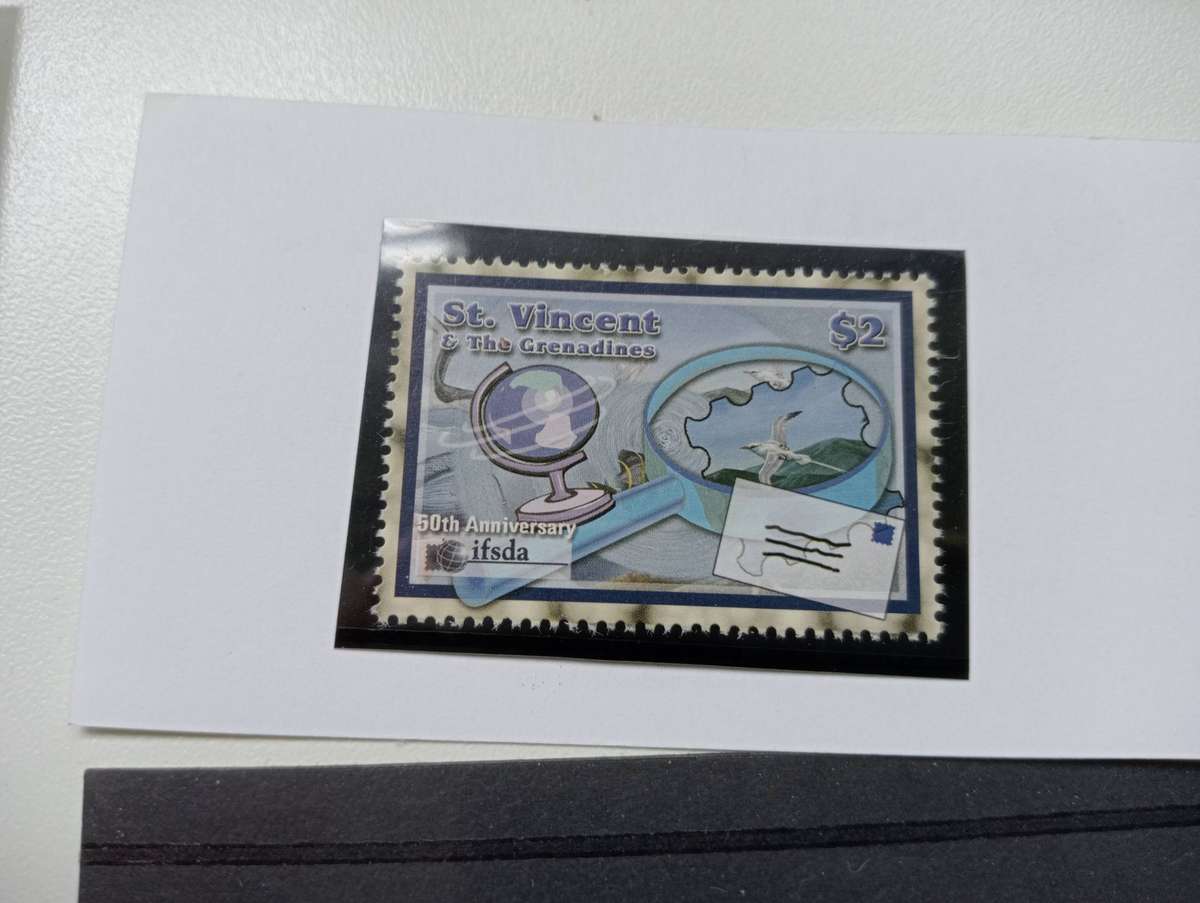 St. Vincent
& The Grenadines
$2
50th Anniversary
ifsda